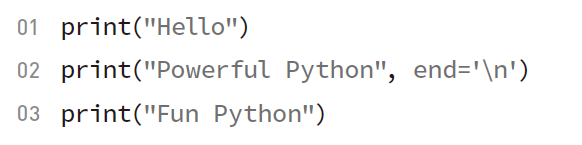 01 print("Hello")
02 print("Powerful Python", end='\n')
03 print("Fun Python")